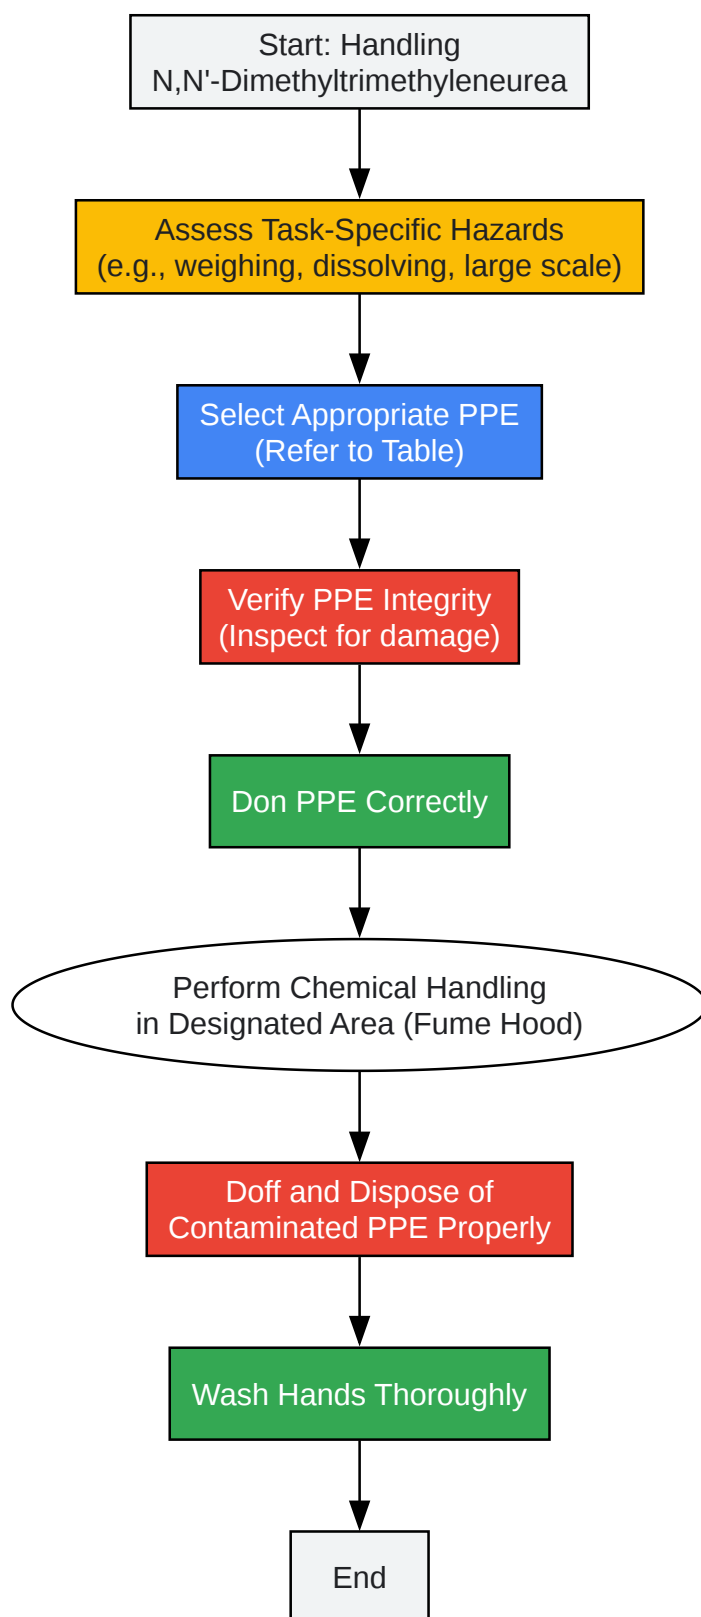 Start: Handling
N,N'-Dimethyltrimethyleneurea
Assess Task-Specific Hazards
(e.g., weighing, dissolving, large scale)
Select Appropriate PPE
(Refer to Table)
Verify PPE Integrity
(Inspect for damage)
Don PPE Correctly
Perform Chemical Handling
in Designated Area (Fume Hood)
Doff and Dispose of
Contaminated PPE Properly
Wash Hands Thoroughly
End